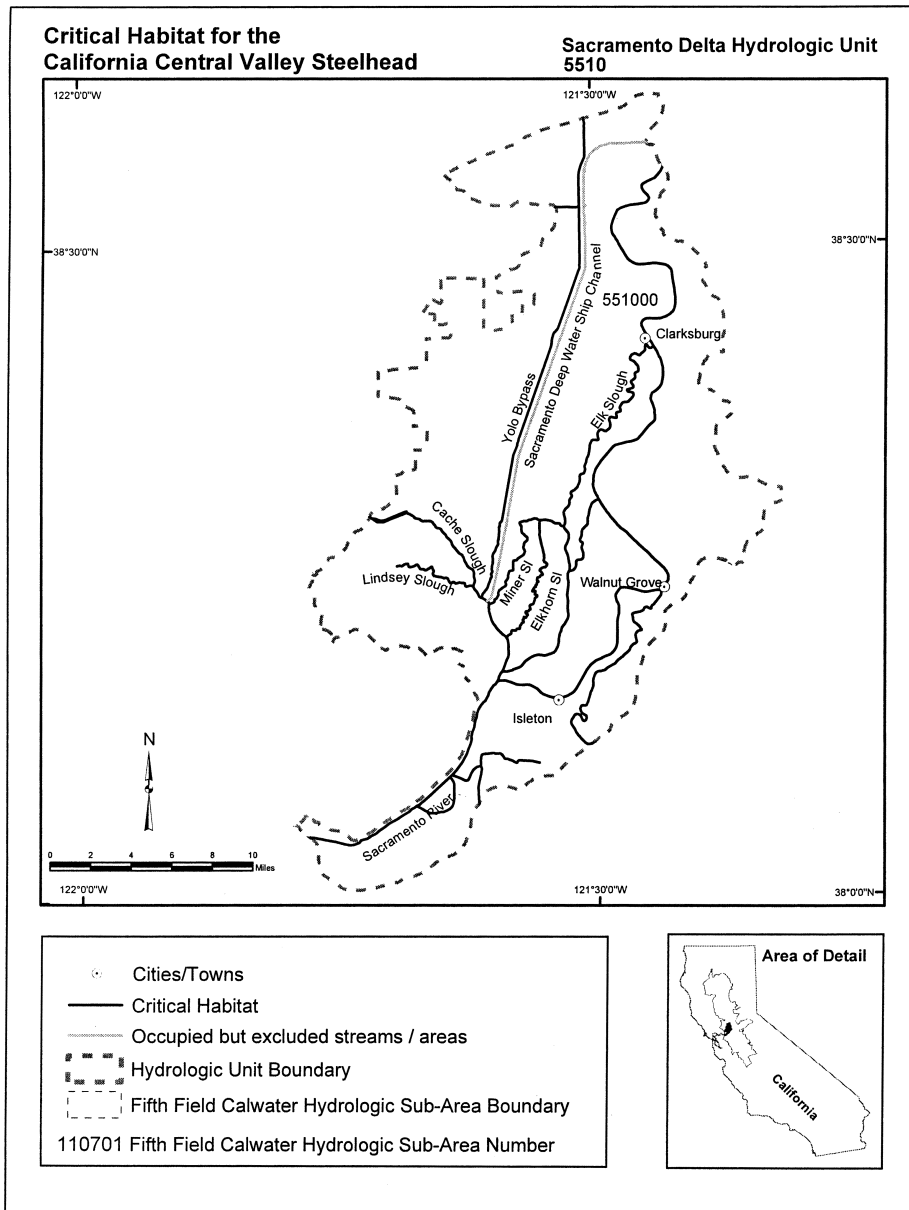 Critical Habitat for the
California Central Valley Steelhead
Sacramento Delta Hydrologic Unit
5510
122°0'0"W
121°30'0"W
38°30'0"N
38°30'0"N
551000
Clarksburg
Sacramento Deep Water Ship Channel
Yolo Bypass
Elk Slough
Cache Slough
Lindsey Slough
Miner Sl
Elkhorn Sl
Walnut Grove
Isleton
N
Sacramento River
0 2 4 6 8 10
Miles
122°0'0"W
121°30'0"W
38°0'0"N
Cities/Towns
Critical Habitat
Occupied but excluded streams / areas
Hydrologic Unit Boundary
Fifth Field Calwater Hydrologic Sub-Area Boundary
110701 Fifth Field Calwater Hydrologic Sub-Area Number
Area of Detail
California